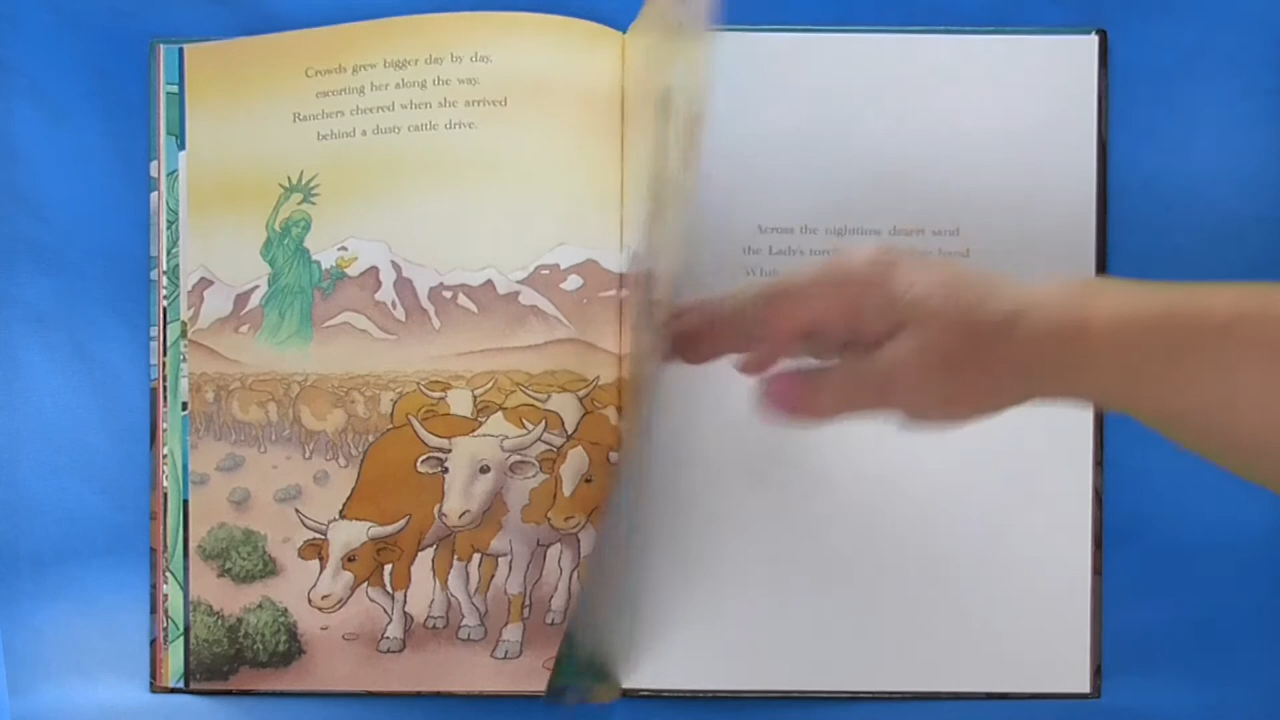 Crowds grew bigger day by day,
escorting her along the way.
Ranchers cheered when she arrived
behind a dusty cattle drive.
Across the nighttime desert sand
the Lady's hand